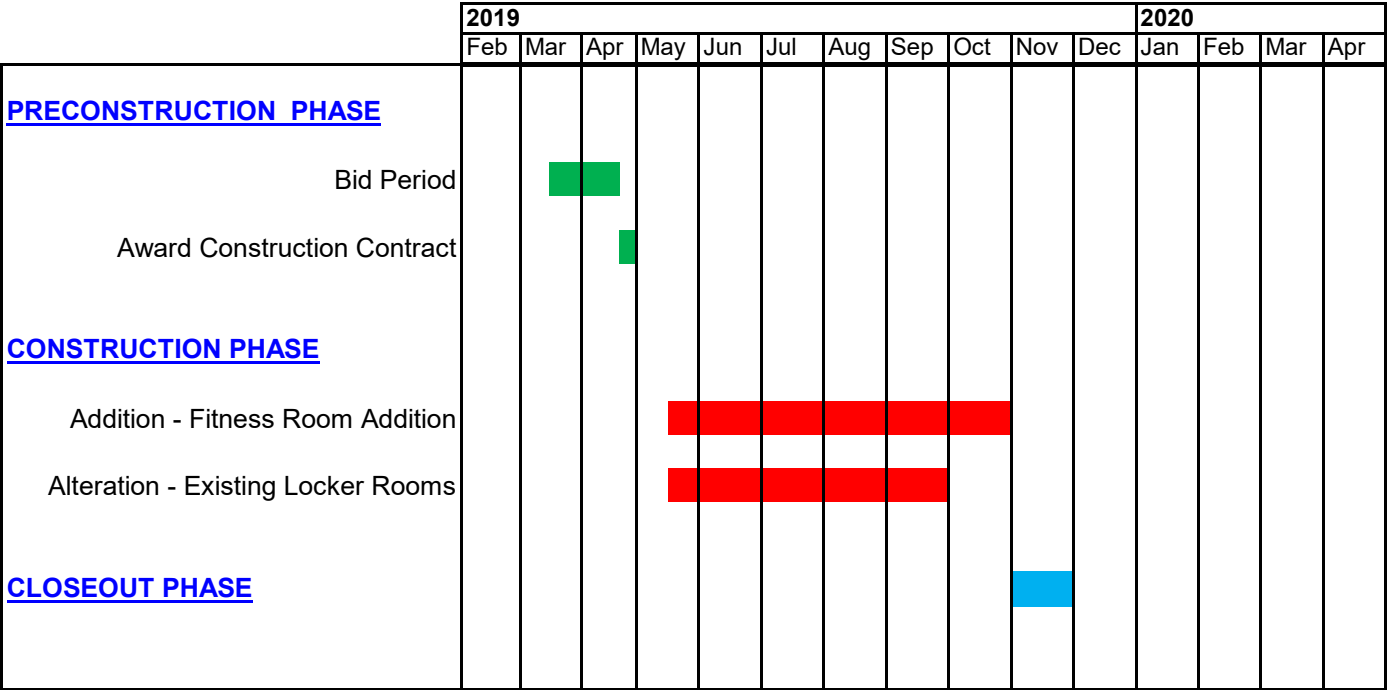 2019 2020
Feb Mar Apr May Jun Jul Aug Sep Oct Nov Dec Jan Feb Mar Apr
PRECONSTRUCTION PHASE
Bid Period
Award Construction Contract
CONSTRUCTION PHASE
Addition - Fitness Room Addition
Alteration - Existing Locker Rooms
CLOSEOUT PHASE